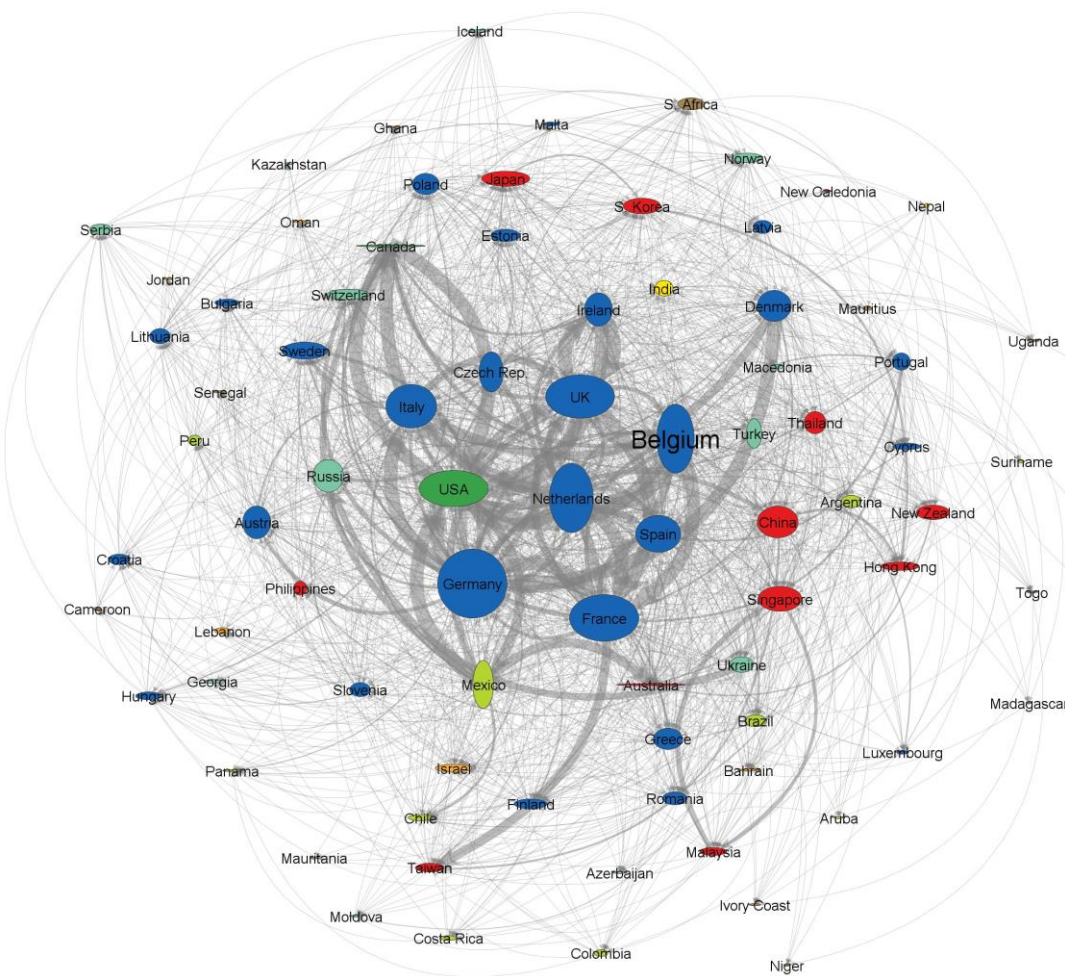 Iceland
S. Africa
Ghana
Malta
Kazakhstan
Norway
Poland
Japan
New Caledonia
S. Korea
Nepal
Oman
Serbia
Latvia
Estonia
Canada
Jordan
India
Switzerland
Bulgaria
Ireland
Denmark
Mauritius
Lithuania
Uganda
Sweden
Czech Rep.
Macedonia
Portugal
Senegal
UK
Italy
Thailand
Peru
Belgium
Turkey
Cyprus
Suriname
Russia
USA
Netherlands
Argentina
New Zealand
Austria
China
Spain
Croatia
Hong Kong
Germany
Philippines
Togo
Singapore
Cameroon
France
Lebanon
Ukraine
Georgia
Mexico
Australia
Slovenia
Hungary
Madagascar
Brazil
Greece
Luxembourg
Panama
Israel
Bahrain
Romania
Finland
Chile
Aruba
Malaysia
Mauritania
Taiwan
Azerbaijan
Ivory Coast
Moldova
Costa Rica
Colombia
Niger